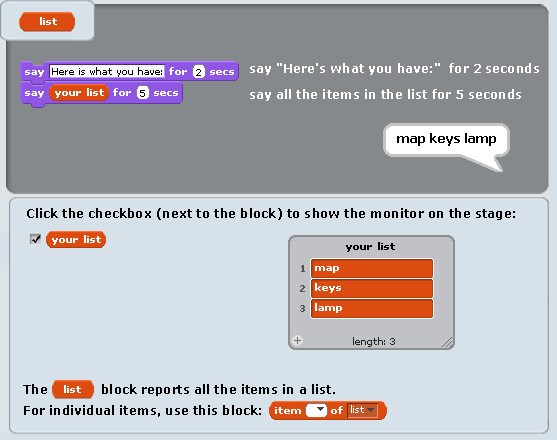 list
say Here is what you have: for 2 secs
say "Here's what you have:" for 2 seconds
say your list for 5 secs
say all the items in the list for 5 seconds
map keys lamp
Click the checkbox (next to the block) to show the monitor on the stage:
your list
your list
1 map
2 keys
3 lamp
+ length: 3
The list block reports all the items in a list.
For individual items, use this block: item of list